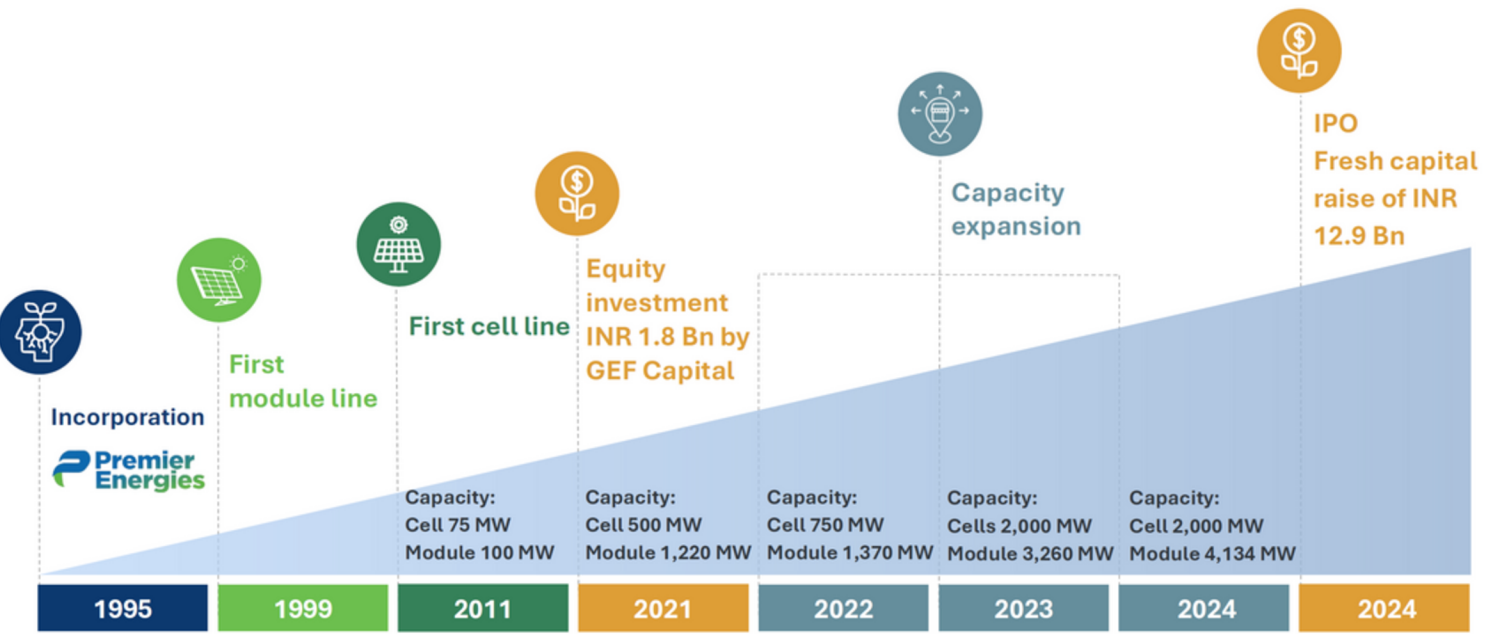 IPO
Fresh capital
raise of INR
12.9 Bn
Capacity
expansion
Equity
investment
INR 1.8 Bn by
GEF Capital
First cell line
First
module line
Incorporation
Premier
Energies
Capacity:
Cell 75 MW
Module 100 MW
Capacity:
Cell 500 MW
Module 1,220 MW
Capacity:
Cell 750 MW
Module 1,370 MW
Capacity:
Cells 2,000 MW
Module 3,260 MW
Capacity:
Cell 2,000 MW
Module 4,134 MW
1995
1999
2011
2021
2022
2023
2024
2024